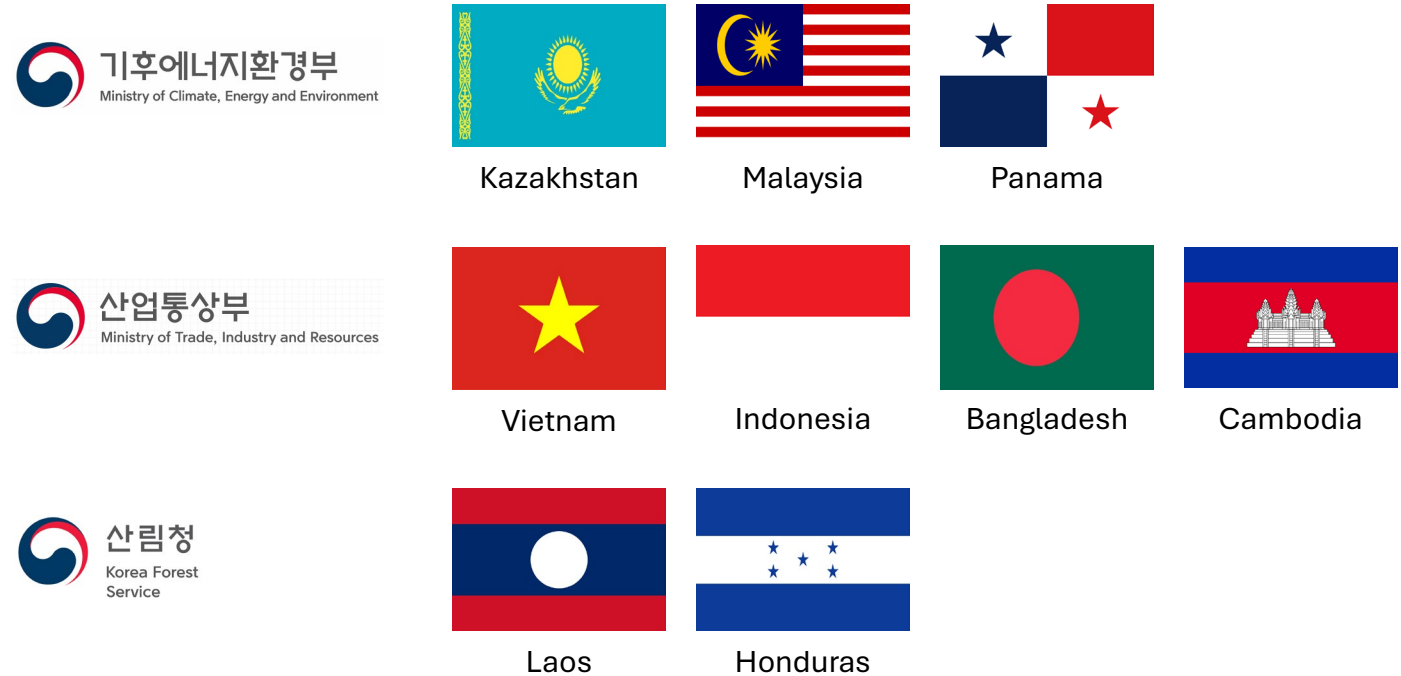 기후에너지환경부
Ministry of Climate, Energy and Environment
Kazakhstan
Malaysia
Panama
산업통상부
Ministry of Trade, Industry and Resources
Vietnam
Indonesia
Bangladesh
Cambodia
산림청
Korea Forest
Service
Laos
Honduras